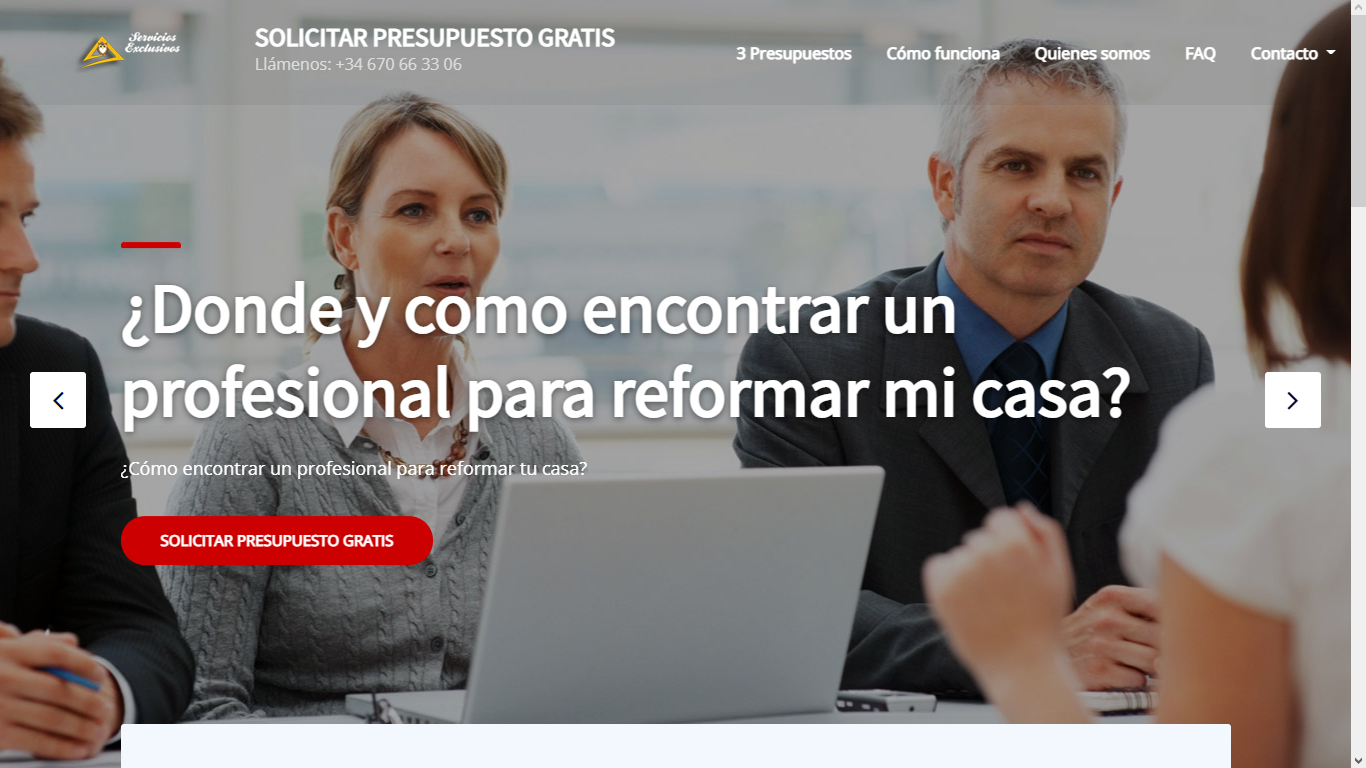 Servicios
Exclusivos
SOLICITAR PRESUPUESTO GRATIS
Llámenos: +34 670 66 33 06
3 Presupuestos
Cómo funciona
Quienes somos
FAQ
Contacto
¿Donde y como encontrar un
profesional para reformar mi casa?
¿Cómo encontrar un profesional para reformar tu casa?
SOLICITAR PRESUPUESTO GRATIS